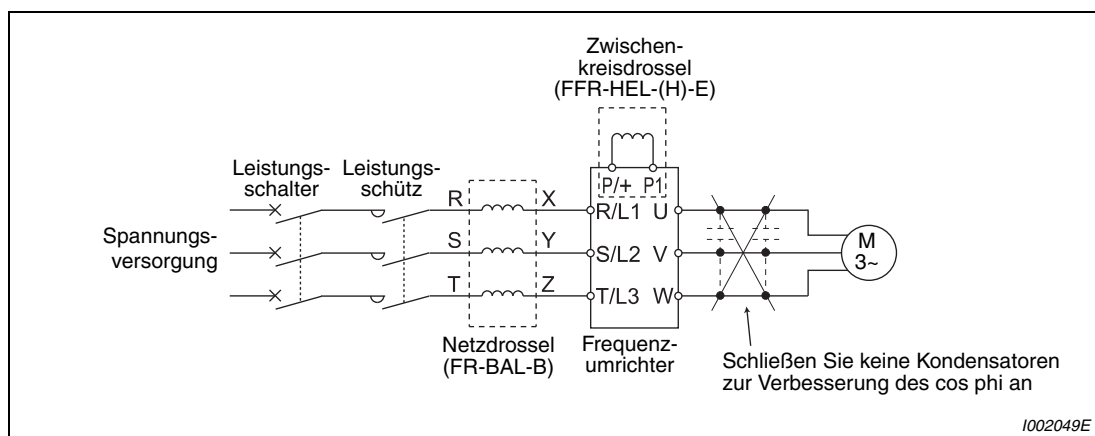 Zwischen-
kreisdrossel
(FFR-HEL-(H)-E)
Leistungs-
schalter
Leistungs-
schütz
P/+ P1
R X R/L1 U
Spannungs-
versorgung
S Y S/L2 V
M
3~
T Z T/L3 W
Netzdrossel
(FR-BAL-B)
Frequenz-
umrichter
Schließen Sie keine Kondensatoren
zur Verbesserung des cos phi an
I002049E